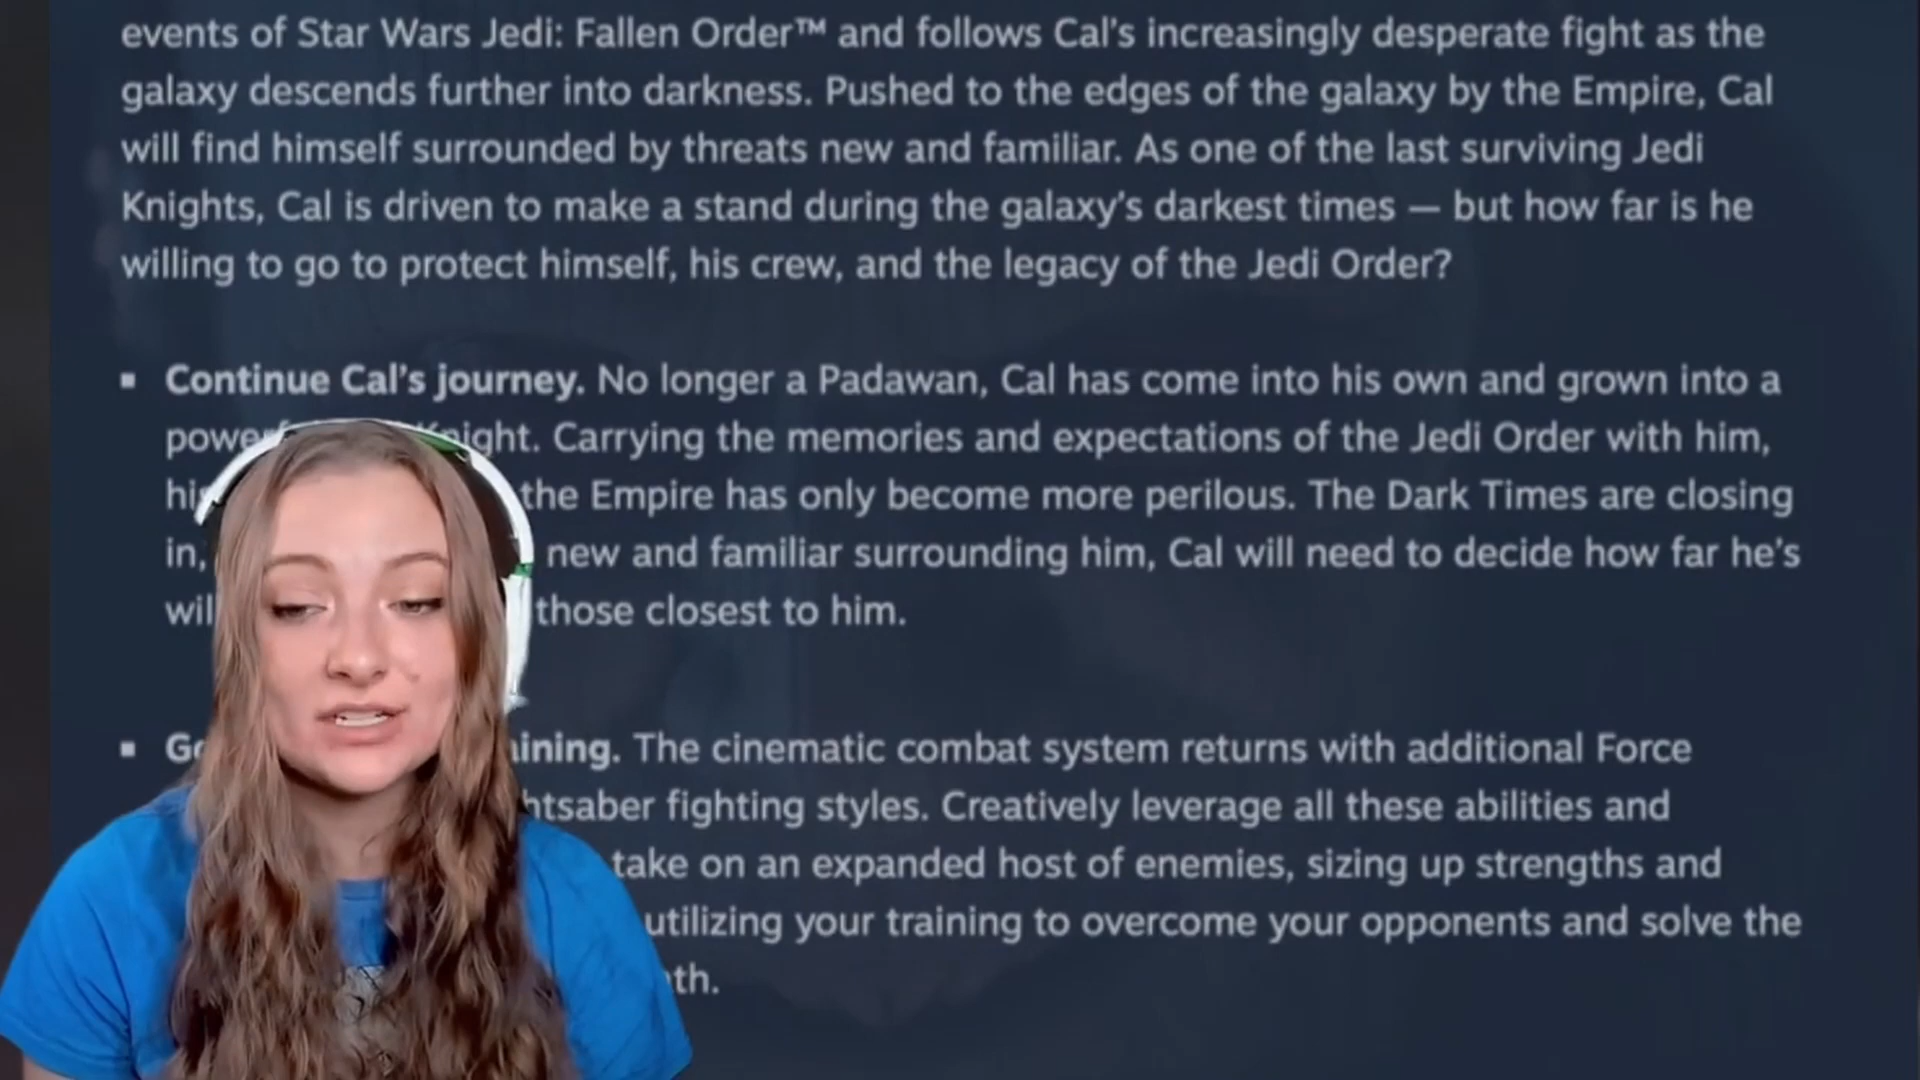 events of Star Wars Jedi: Fallen Order™ and follows Cal's increasingly desperate fight as the
galaxy descends further into darkness. Pushed to the edges of the galaxy by the Empire, Cal
will find himself surrounded by threats new and familiar. As one of the last surviving Jedi
Knights, Cal is driven to make a stand during the galaxy's darkest times — but how far is he
willing to go to protect himself, his crew, and the legacy of the Jedi Order?
▪ Continue Cal's journey. No longer a Padawan, Cal has come into his own and grown into a
Carrying the memories and expectations of the Jedi Order with him,
the Empire has only become more perilous. The Dark Times are closing
in, new and familiar surrounding him, Cal will need to decide how far he's
those closest to him.
▪ The cinematic combat system returns with additional Force
fighting styles. Creatively leverage all these abilities and
take on an expanded host of enemies, sizing up strengths and
utilizing your training to overcome your opponents and solve the